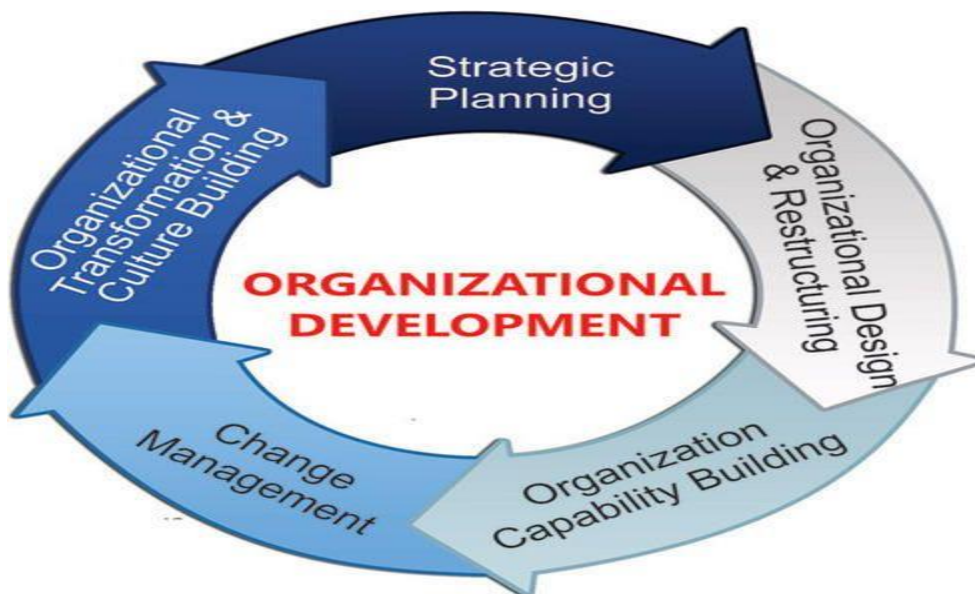 Strategic
Planning
Organizational Design
& Restructuring
Organization
Capability Building
Change
Management
Organizational
Transformation &
Culture Building
ORGANIZATIONAL
DEVELOPMENT